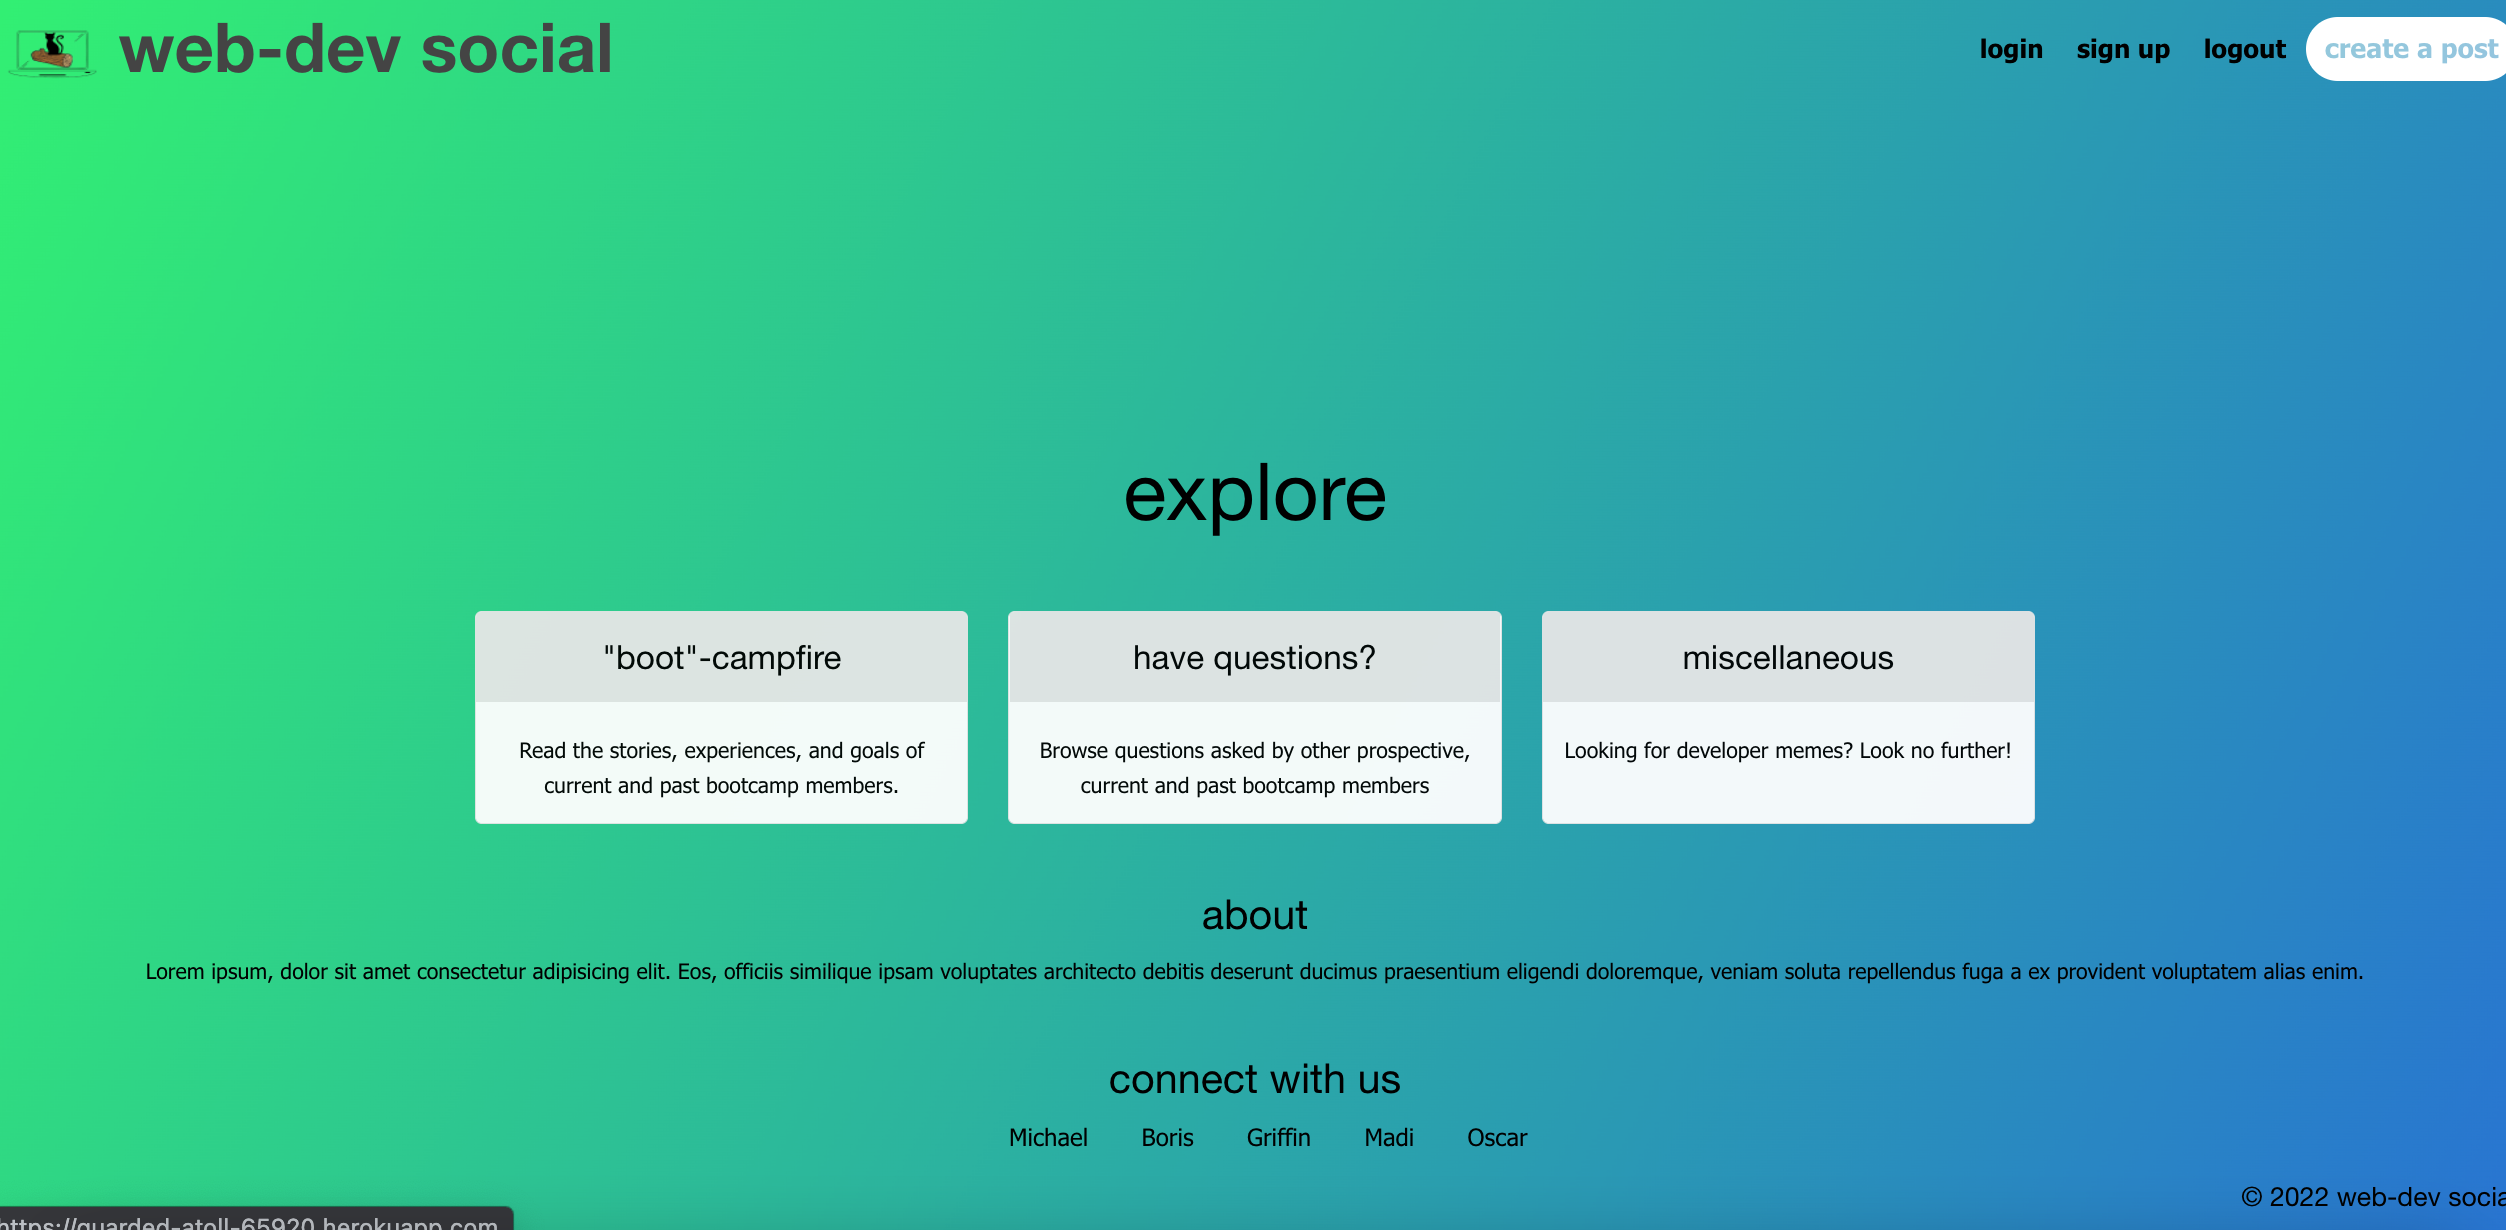 web-dev social
login sign up logout create a post
explore
"boot"-campfire
Read the stories, experiences, and goals of
current and past bootcamp members.
have questions?
Browse questions asked by other prospective,
current and past bootcamp members
miscellaneous
Looking for developer memes? Look no further!
about
Lorem ipsum, dolor sit amet consectetur adipisicing elit. Eos, officiis similique ipsam voluptates architecto debitis deserunt ducimus praesentium eligendi doloremque, veniam soluta repellendus fuga a ex provident voluptatem alias enim.
connect with us
Michael Boris Griffin Madi Oscar
© 2022 web-dev socia
https://guarded-atoll-65920.herokuapp.com